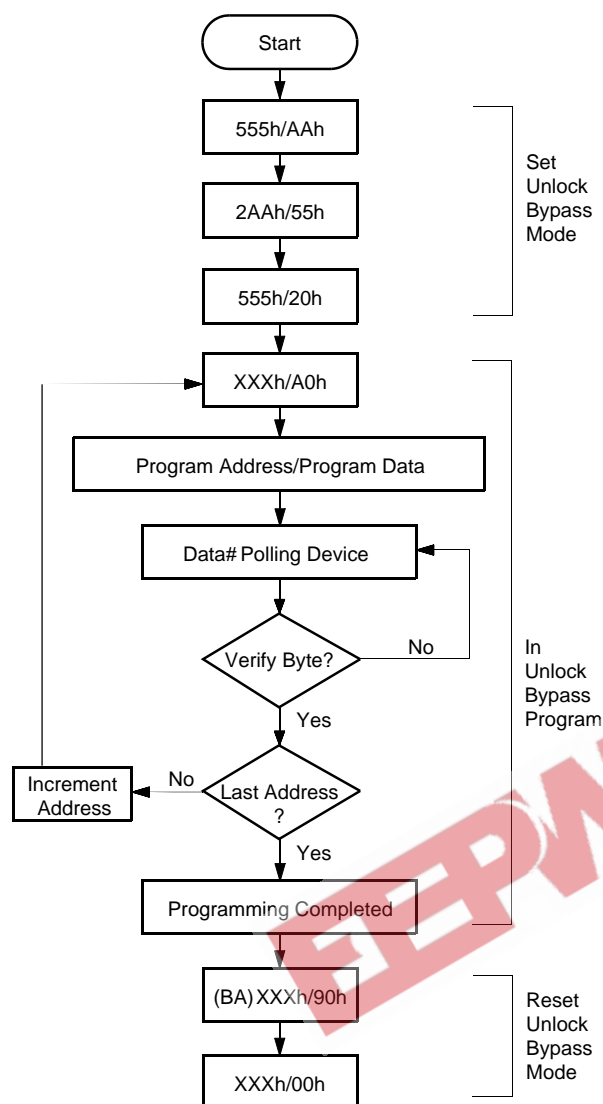 Start
555h/AAh
2AAh/55h
555h/20h
Set
Unlock
Bypass
Mode
XXXh/A0h
Program Address/Program Data
Data# Polling Device
Verify Byte?
No
Yes
In
Unlock
Bypass
Program
Increment
Address
No
Last Address
?
Yes
Programming Completed
(BA) XXXh/90h
XXXh/00h
Reset
Unlock
Bypass
Mode
EEPW